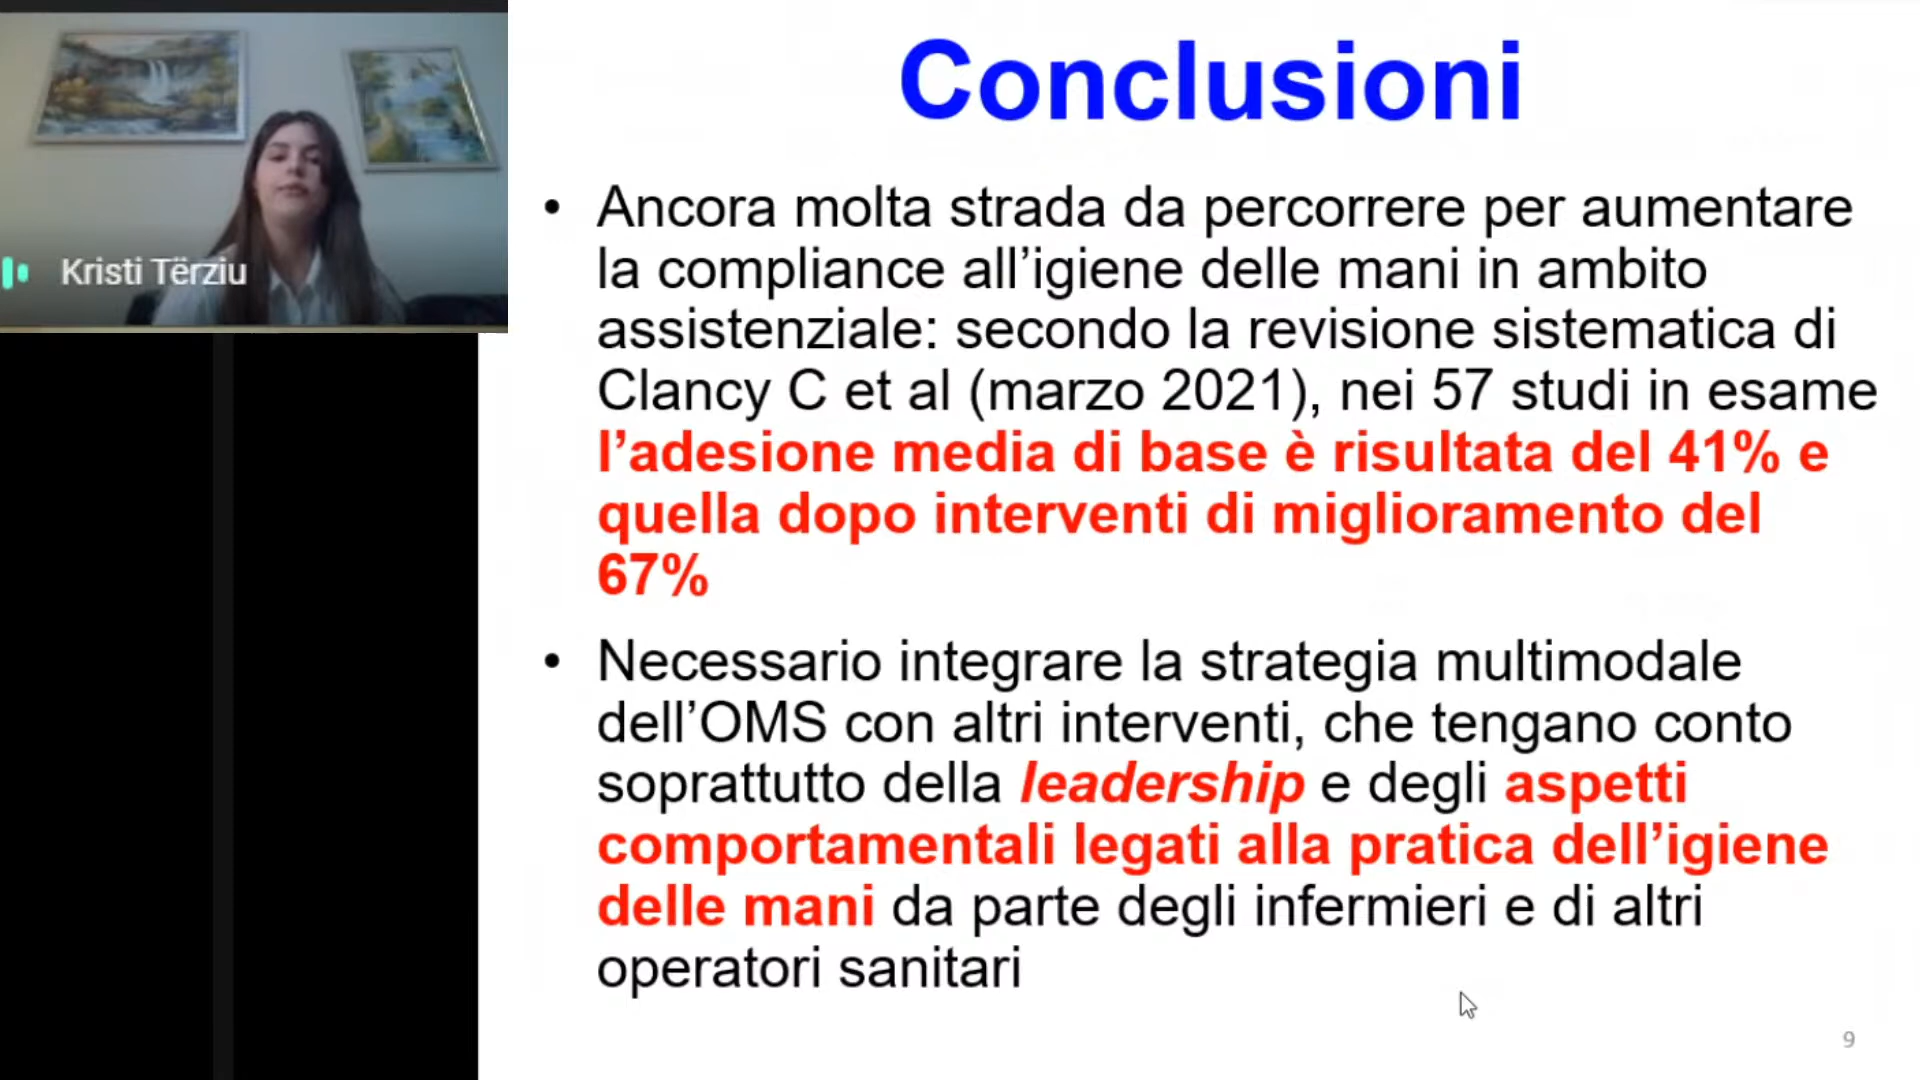 Kristi Tërziu
Conclusioni
• Ancora molta strada da percorrere per aumentare
la compliance all’igiene delle mani in ambito
assistenziale: secondo la revisione sistematica di
Clancy C et al (marzo 2021), nei 57 studi in esame
l’adesione media di base è risultata del 41% e
quella dopo interventi di miglioramento del
67%
• Necessario integrare la strategia multimodale
dell’OMS con altri interventi, che tengano conto
soprattutto della leadership e degli aspetti
comportamentali legati alla pratica dell’igiene
delle mani da parte degli infermieri e di altri
operatori sanitari
9